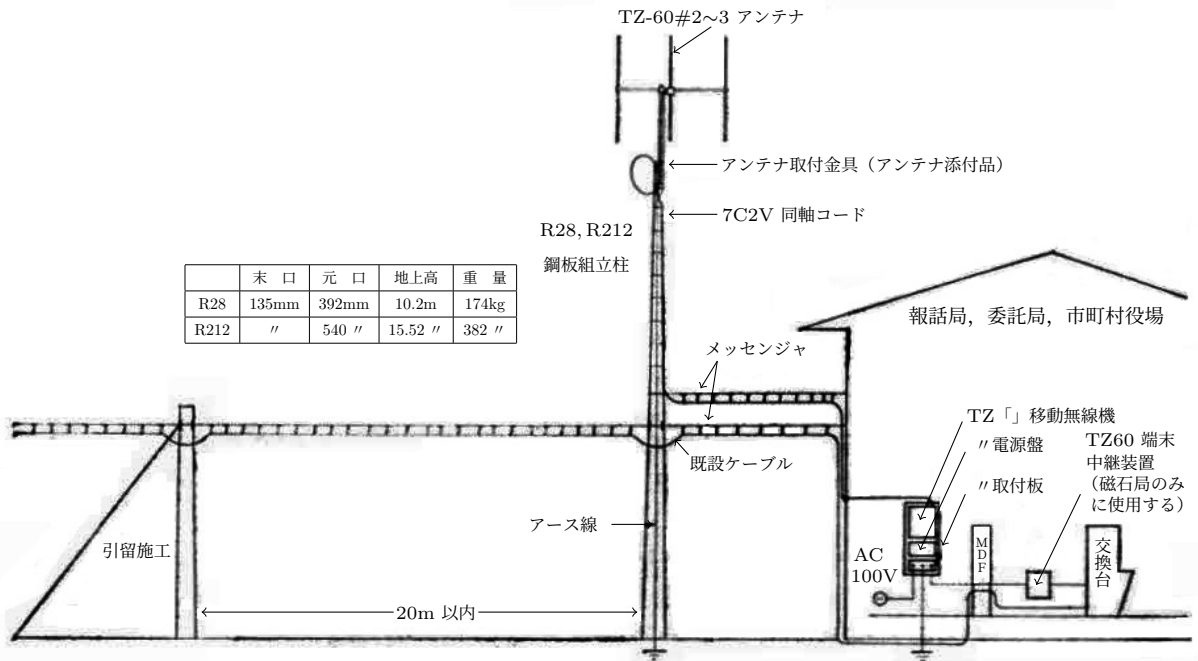 TZ-60#2〜3 アンテナ
アンテナ取付金具（アンテナ添付品）
7C2V 同軸コード
R28, R212
鋼板組立柱
末 口 元 口 地上高 重 量
R28 135mm 392mm 10.2m 174kg
R212 〃 540 〃 15.52 〃 382 〃
報話局，委託局，市町村役場
メッセンジャ
TZ「」移動無線機
〃電源盤
〃取付板
TZ60 端末
中継装置
（磁石局のみ
に使用する）
既設ケーブル
アース線
引留施工
AC
100V
MDF
交換台
20m 以内